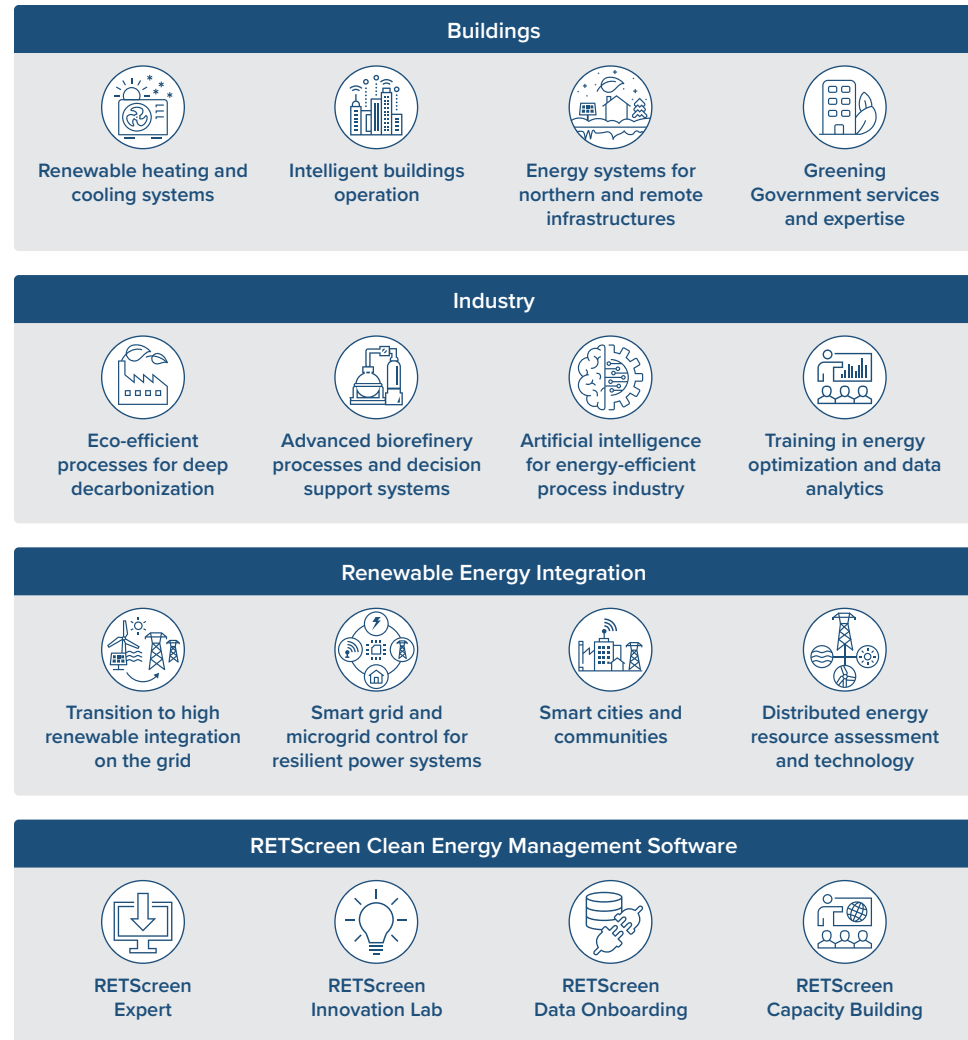 Buildings
Renewable heating and
cooling systems
Intelligent buildings
operation
Energy systems for
northern and remote
infrastructures
Greening
Government services
and expertise
Industry
Eco-efficient
processes for deep
decarbonization
Advanced biorefinery
processes and decision
support systems
Artificial intelligence
for energy-efficient
process industry
Training in energy
optimization and data
analytics
Renewable Energy Integration
Transition to high
renewable integration
on the grid
Smart grid and
microgrid control for
resilient power systems
Smart cities and
communities
Distributed energy
resource assessment
and technology
RETScreen Clean Energy Management Software
RETScreen
Expert
RETScreen
Innovation Lab
RETScreen
Data Onboarding
RETScreen
Capacity Building